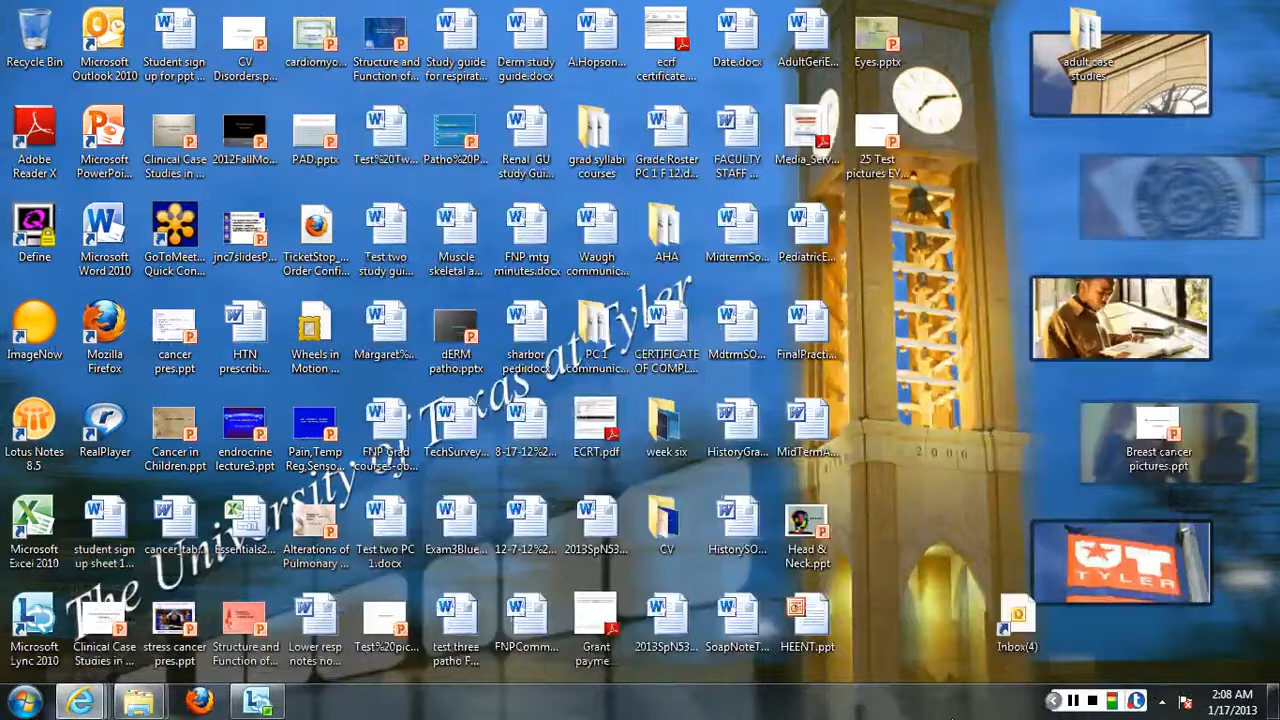 Recycle Bin
Microsoft
Outlook 2010
Student sign
up for ppt ...
CV
Disorders.p...
cardiomyo...
Structure and
Function of...
Study guide
for respirat...
Derm study
guide.docx
A.Hopson...
ecrf
certificate....
Date.docx
AdultGeriE...
Eyes.pptx
adult case
studies
Adobe
Reader X
Microsoft
PowerPoi...
Clinical Case
Studies in ...
2012FallMo...
PAD.pptx
Test%20Tw...
Patho%20P...
Renal_GU
study Gui...
grad syllabi
courses
Grade Roster
PC 1 F 12.d...
FACULTY
STAFF ...
Media_Serv...
25 Test
pictures EY...
Define
Microsoft
Word 2010
GoToMeet...
Quick Con...
jnc7slidesP...
TicketStop_...
Order Confi...
Test two
study gui...
Muscle
skeletal a...
FNP mtg
minutes.docx
Waugh
communic...
AHA
MidtermSo...
PediatricE...
ImageNow
Mozilla
Firefox
cancer
pres.ppt
HTN
prescribi...
Wheels in
Motion ...
Margaret%...
dERM
patho.pptx
sharbor
pedi.docx
PC 1
communic...
CERTIFICATE
OF COMPL...
MdtrmSO...
FinalPracti...
Lotus Notes
8.5
RealPlayer
Cancer in
Children.ppt
endrocrine
lecture3.ppt
Pain,Temp
Reg,Senso...
FNP Grad
courses-op...
TechSurvey...
8-17-12%2...
ECRT.pdf
week six
HistoryGra...
MidTermA...
2000
Breast cancer
pictures.ppt
Microsoft
Excel 2010
student sign
up sheet 1...
cancer_tab...
Essentials2...
Alterations of
Pulmonary ...
Test two PC
1.docx
Exam3Blue...
12-7-12%2...
2013SpN53...
CV
HistorySO...
Head &
Neck.ppt
UT
TYLER
Microsoft
Lync 2010
Clinical Case
Studies in ...
stress cancer
pres.ppt
Structure and
Function of...
Lower resp
notes no...
Test%20pic...
test three
patho F...
FNPComm...
Grant
payme...
2013SpN53...
SoapNoteT...
HEENT.ppt
Inbox(4)
The University of Texas at Tyler
2:08 AM
1/17/2013